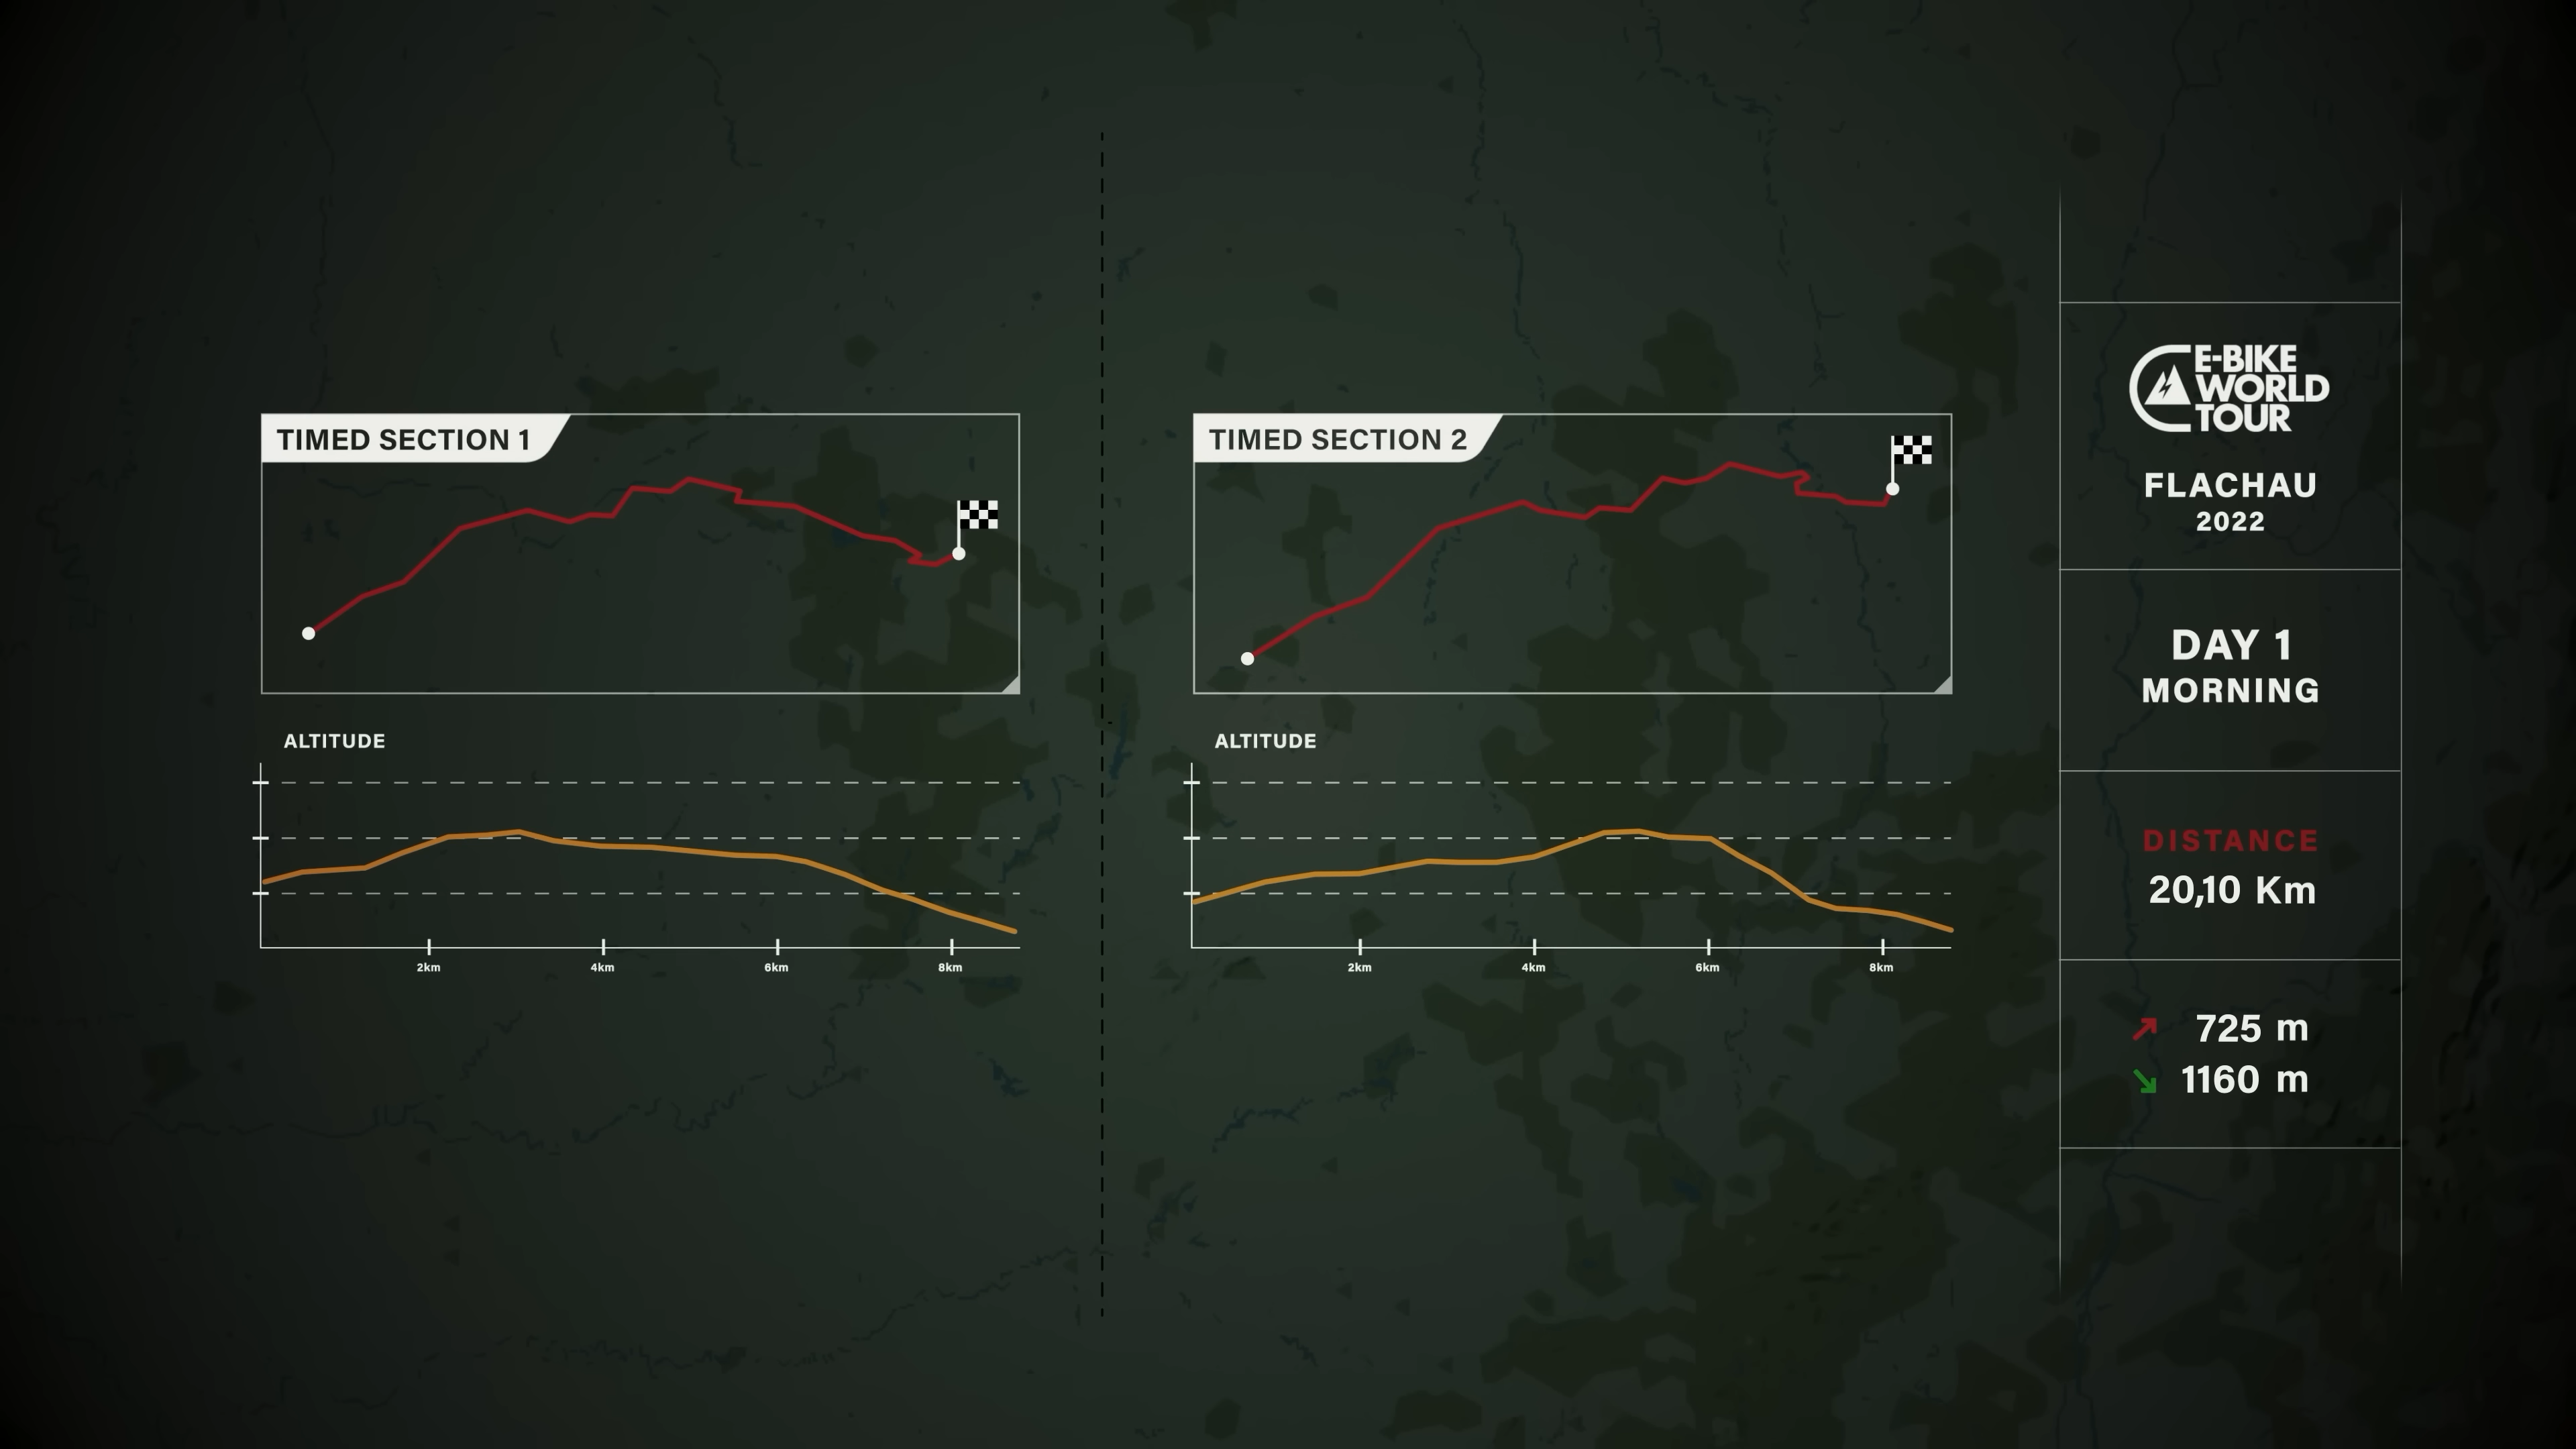 TIMED SECTION 1
ALTITUDE
2km 4km 6km 8km
TIMED SECTION 2
ALTITUDE
2km 4km 6km 8km
E-BIKE
WORLD
TOUR
FLACHAU
2022
DAY 1
MORNING
DISTANCE
20,10 Km
725 m
1160 m